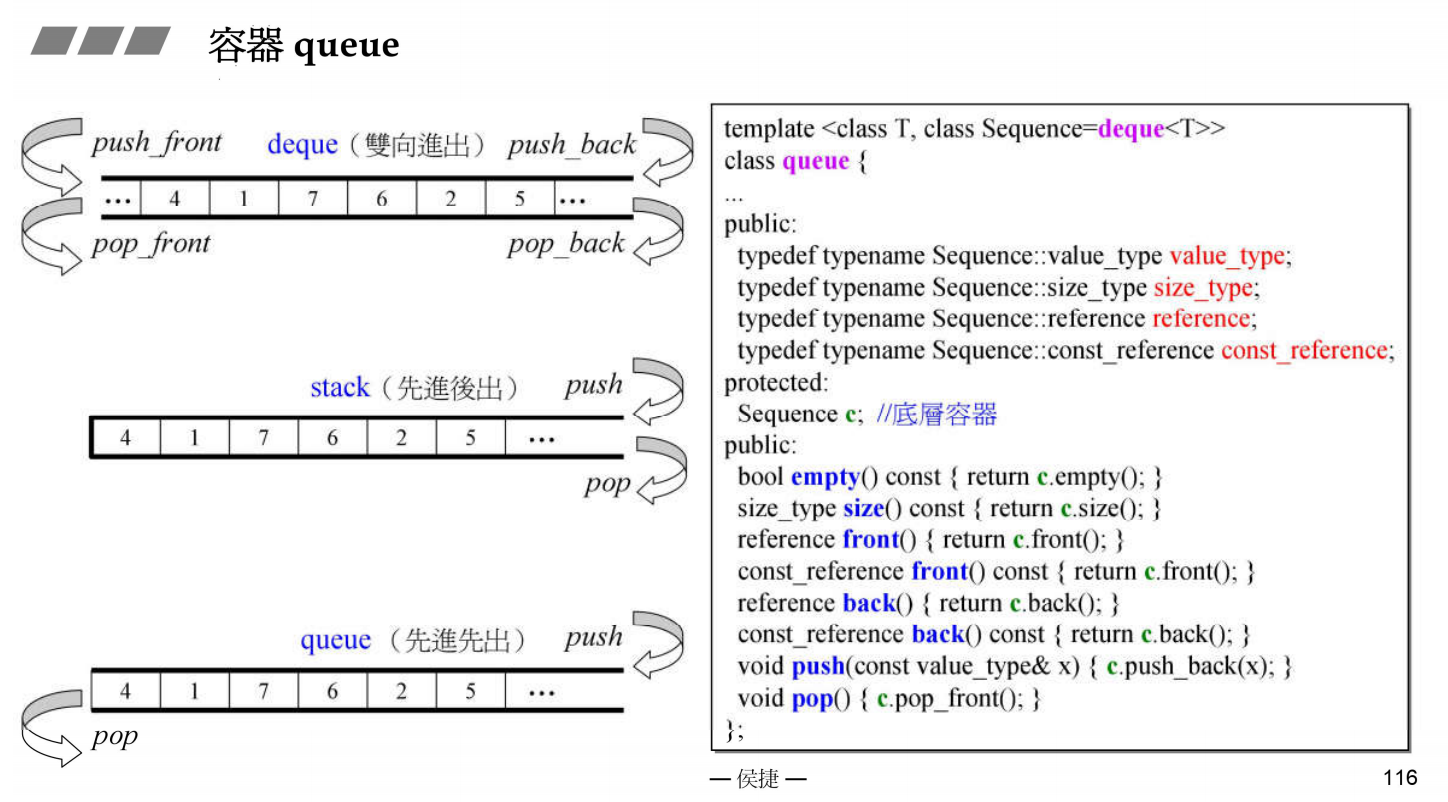 容器 queue
push_front deque（雙向進出） push_back
... 4 1 7 6 2 5 ...
pop_front pop_back
stack（先進後出） push
4 1 7 6 2 5 ...
pop
queue （先進先出） push
4 1 7 6 2 5 ...
pop
template <class T, class Sequence=deque<T>>
class queue {
...
public:
typedef typename Sequence::value_type value_type;
typedef typename Sequence::size_type size_type;
typedef typename Sequence::reference reference;
typedef typename Sequence::const_reference const_reference;
protected:
Sequence c; //底層容器
public:
bool empty() const { return c.empty(); }
size_type size() const { return c.size(); }
reference front() { return c.front(); }
const_reference front() const { return c.front(); }
reference back() { return c.back(); }
const_reference back() const { return c.back(); }
void push(const value_type& x) { c.push_back(x); }
void pop() { c.pop_front(); }
};
— 侯捷 —
116